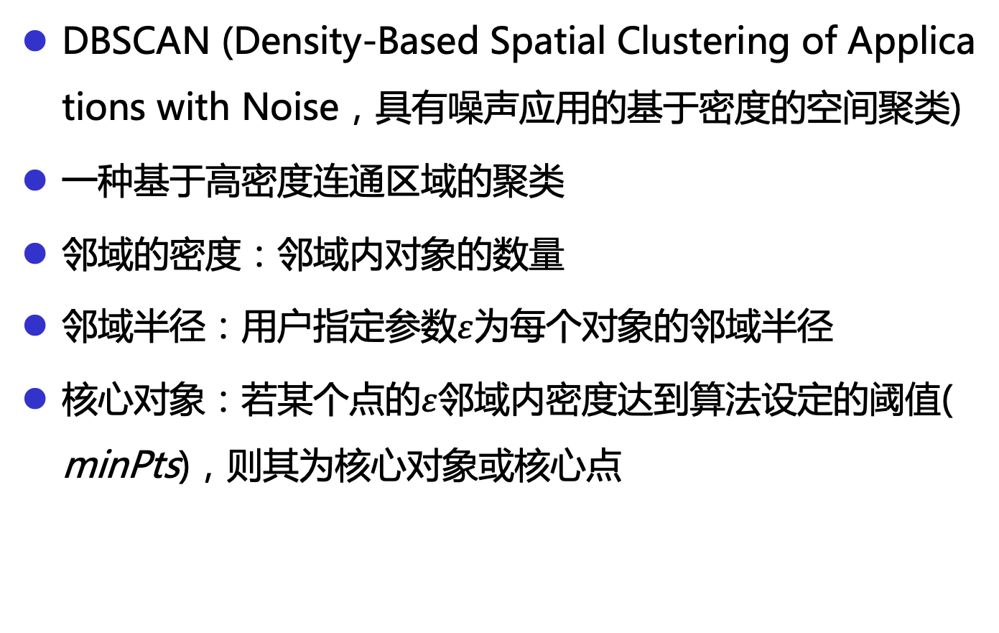 DBSCAN (Density-Based Spatial Clustering of Applica
tions with Noise，具有噪声应用的基于密度的空间聚类)
一种基于高密度连通区域的聚类
邻域的密度：邻域内对象的数量
邻域半径：用户指定参数ε为每个对象的邻域半径
核心对象：若某个点的ε邻域内密度达到算法设定的阈值(
minPts)，则其为核心对象或核心点